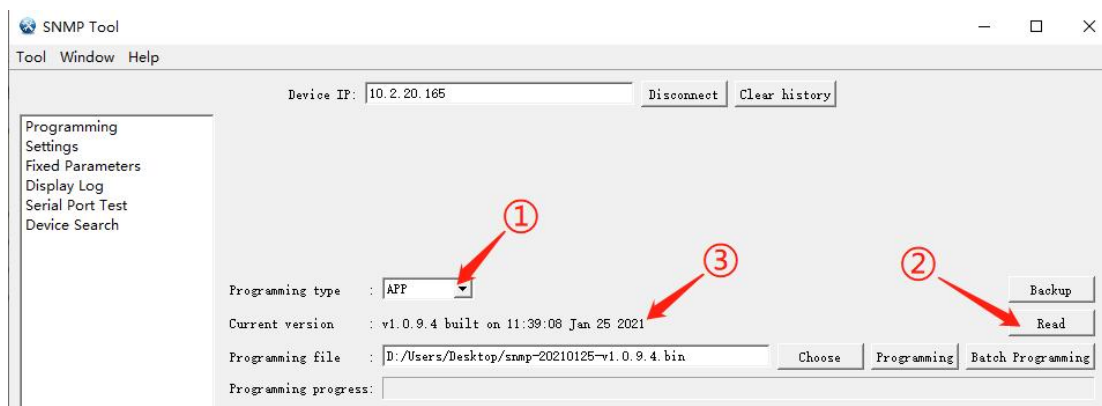 SNMP Tool
Tool Window Help
Device IP: 10.2.20.165 Disconnect Clear history
Programming
Settings
Fixed Parameters
Display Log
Serial Port Test
Device Search
①
③
②
Programming type : APP Backup
Current version : v1.0.9.4 built on 11:39:08 Jan 25 2021 Read
Programming file : D:/Users/Desktop/snmp-20210125-v1.0.9.4.bin Choose Programming Batch Programming
Programming progress: